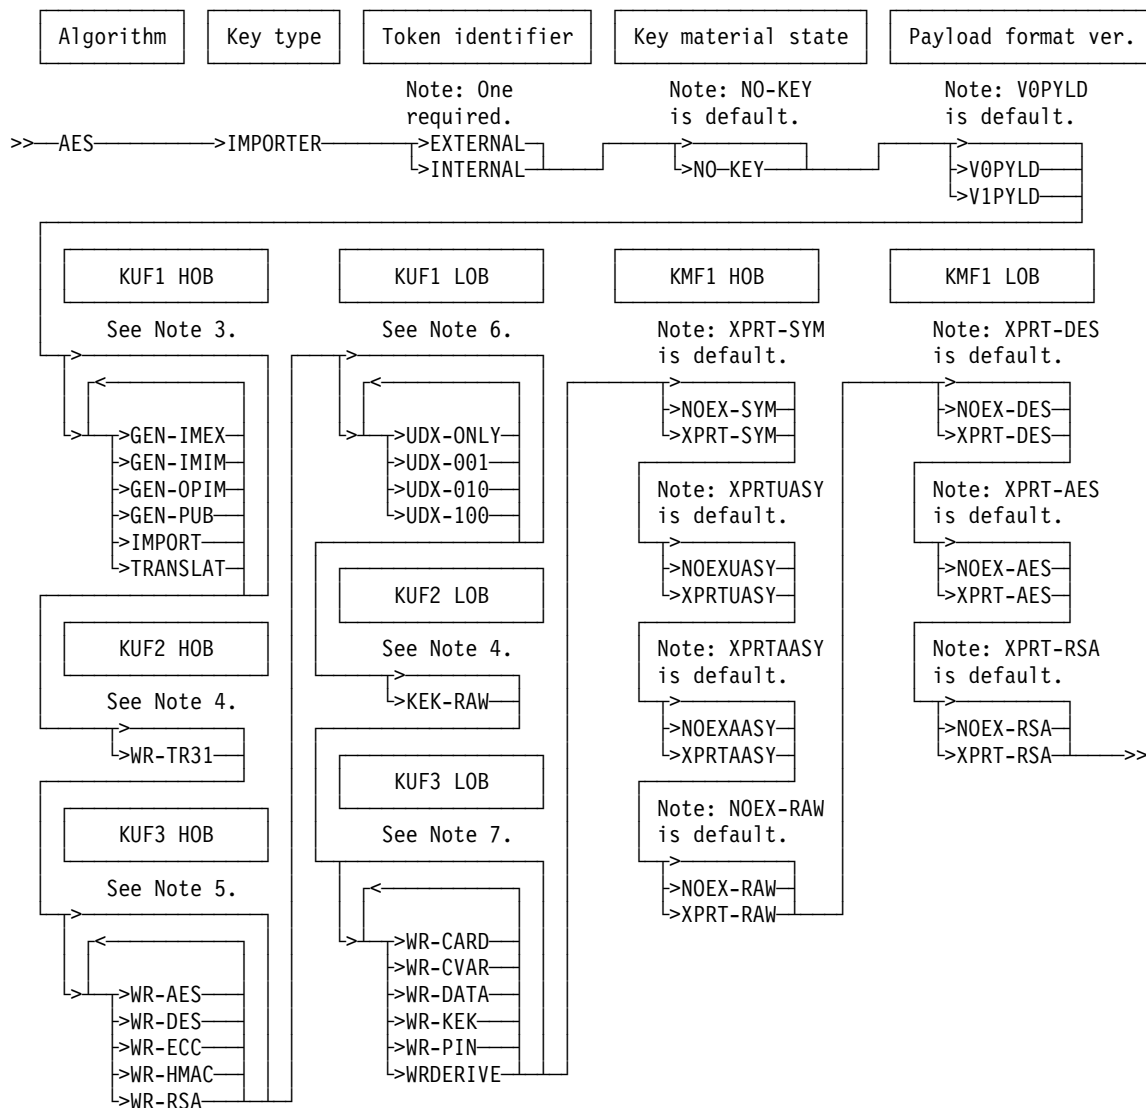 Algorithm Key type Token identifier Key material state Payload format ver.
Note: One Note: NO-KEY Note: V0PYLD
required. is default. is default.
>>—AES >IMPORTER >EXTERNAL > >
>INTERNAL >NO-KEY >V0PYLD
>V1PYLD
KUF1 HOB KUF1 LOB KMF1 HOB KMF1 LOB
See Note 3. See Note 6. Note: XPRT-SYM Note: XPRT-DES
is default. is default.
>NOEX-SYM >NOEX-DES
>GEN-IMEX >UDX-ONLY >XPRT-SYM >XPRT-DES
>GEN-IMIM >UDX-001
>GEN-OPIM >UDX-010 Note: XPRTUASY Note: XPRT-AES
>GEN-PUB >UDX-100 is default. is default.
>IMPORT
>TRANSLAT >NOEXUASY >NOEX-AES
KUF2 LOB >XPRTUASY >XPRT-AES
KUF2 HOB See Note 4. Note: XPRTAASY Note: XPRT-RSA
is default. is default.
See Note 4. >KEK-RAW >NOEXAASY >NOEX-RSA
>WR-TR31 >XPRTAASY >XPRT-RSA >>
KUF3 LOB
Note: NOEX-RAW
KUF3 HOB See Note 7. is default.
See Note 5. >NOEX-RAW
>XPRT-RAW
>WR-CARD
>WR-CVAR
>WR-AES >WR-DATA
>WR-DES >WR-KEK
>WR-ECC >WR-PIN
>WR-HMAC >WRDERIVE
>WR-RSA